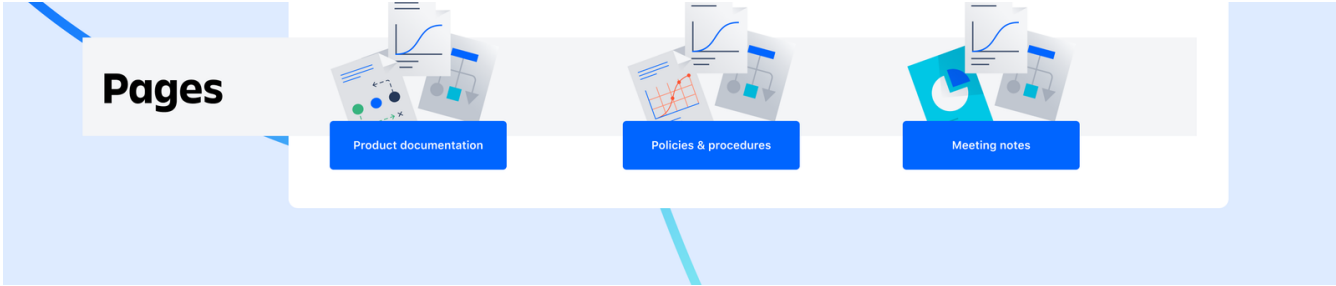 Pages
Product documentation
Policies & procedures
Meeting notes